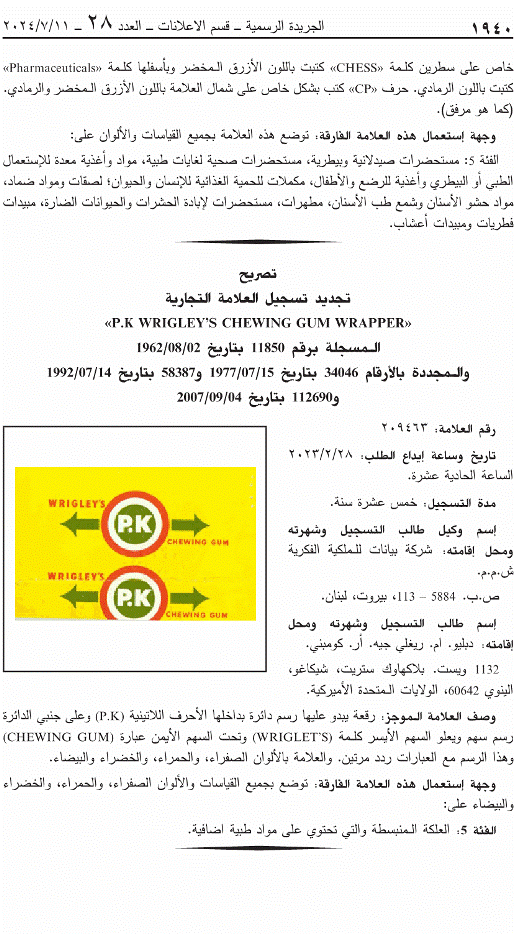 ١٩٤٠
الجريدة الرسمية ــ قسم الاعلانات ــ العدد ٢٨ ــ ٢٠٢٤/٧/١١
خاص على سطرين كلمة «CHESS» كتبت باللون الأزرق المخضر وبأسفلها كلمة «Pharmaceuticals»
كتبت باللون الرمادي. حرف «CP» كتب بشكل خاص على شمال العلامة باللون الأزرق المخضر والرمادي.
(كما هو مرفق).
وجهة إستعمال هذه العلامة الفارقة: توضع هذه العلامة بجميع القياسات والألوان على:
الفئة 5: مستحضرات صيدلانية وبيطرية، مستحضرات صحية لغايات طبية، مواد وأغذية معدة للإستعمال
الطبي أو البيطري وأغذية للرضع والأطفال، مكملات للحمية الغذائية للإنسان والحيوان؛ لصقات ومواد ضماد،
مواد حشو الأسنان وشمع طب الأسنان، مطهرات، مستحضرات لإبادة الحشرات والحيوانات الضارة، مبيدات
فطريات ومبيدات أعشاب.
تصريح
تجديد تسجيل العلامة التجارية
«P.K WRIGLEY'S CHEWING GUM WRAPPER»
المسجلة برقم 11850 بتاريخ 1962/08/02
والمجددة بالأرقام 34046 بتاريخ 1977/07/15 و58387 بتاريخ 1992/07/14
و112690 بتاريخ 2007/09/04
رقم العلامة: ٢٠٩٤٦٣
تاريخ وساعة إيداع الطلب: ٢٠٢٣/٢/٢٨
الساعة الحادية عشرة.
مدة التسجيل: خمس عشرة سنة.
إسم وكيل طالب التسجيل وشهرته
ومحل إقامته: شركة بيانات للملكية الفكرية
ش.م.م.
ص.ب. 5884 – 113، بيروت، لبنان.
إسم طالب التسجيل وشهرته ومحل
إقامته: دبليو. ام. ريغلي جيه. أر. كومبني.
1132 ويست. بلاكهاوك ستريت، شيكاغو،
الينوي 60642، الولايات المتحدة الأميركية.
WRIGLEY'S
P.K
CHEWING GUM
WRIGLEY'S
P.K
CHEWING GUM
وصف العلامة الموجز: رقعة يبدو عليها رسم دائرة بداخلها الأحرف اللاتينية (P.K) وعلى جنبي الدائرة
رسم سهم ويعلو السهم الأيسر كلمة (WRIGLET'S) وتحت السهم الأيمن عبارة (CHEWING GUM)
وهذا الرسم مع العبارات ردد مرتين. والعلامة بالألوان الصفراء، والحمراء، والخضراء والبيضاء.
وجهة إستعمال هذه العلامة الفارقة: توضع بجميع القياسات والألوان الصفراء، والحمراء، والخضراء
والبيضاء على:
الفئة 5: العلكة المنبسطة والتي تحتوي على مواد طبية اضافية.